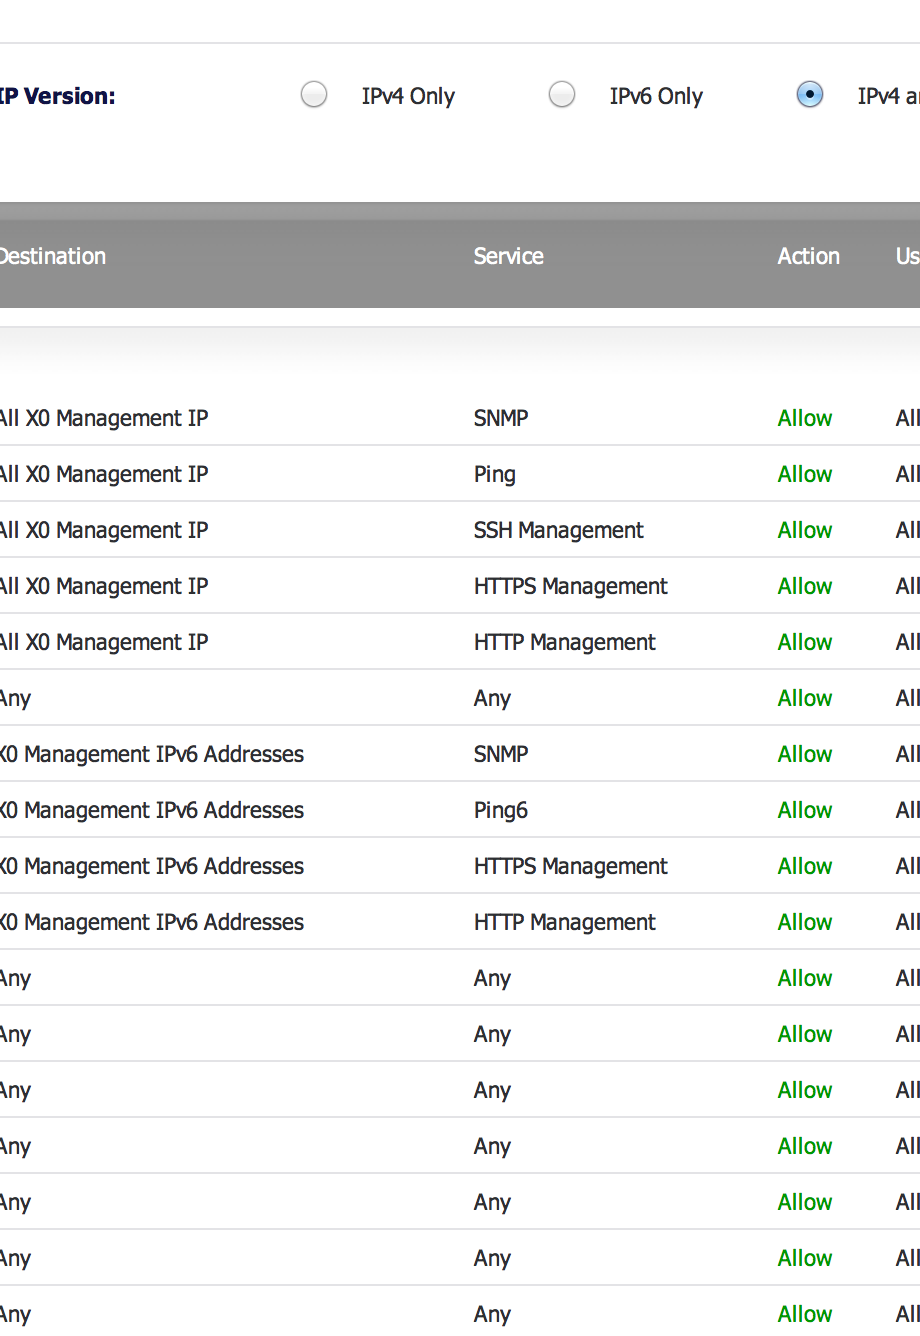 IP Version: IPv4 Only IPv6 Only IPv4
Destination Service Action
All X0 Management IP SNMP Allow All
All X0 Management IP Ping Allow All
All X0 Management IP SSH Management Allow All
All X0 Management IP HTTPS Management Allow All
All X0 Management IP HTTP Management Allow All
Any Any Allow All
X0 Management IPv6 Addresses SNMP Allow All
X0 Management IPv6 Addresses Ping6 Allow All
X0 Management IPv6 Addresses HTTPS Management Allow All
X0 Management IPv6 Addresses HTTP Management Allow All
Any Any Allow All
Any Any Allow All
Any Any Allow All
Any Any Allow All
Any Any Allow All
Any Any Allow All
Any Any Allow All